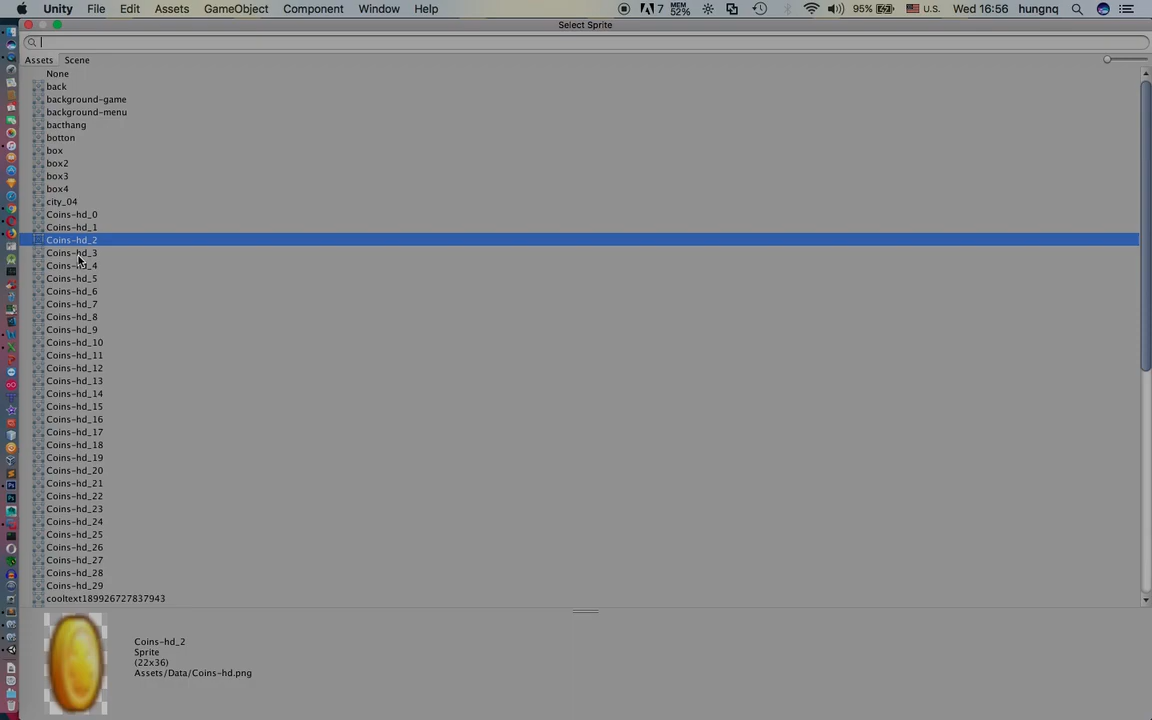 Unity File Edit Assets GameObject Component Window Help 7 MEM 52% 95% U.S. Wed 16:56 hungnq
Select Sprite
Assets Scene
None
back
background-game
background-menu
bacthang
botton
box
box2
box3
box4
city_04
Coins-hd_0
Coins-hd_1
Coins-hd_2
Coins-hd_3
Coins-hd_4
Coins-hd_5
Coins-hd_6
Coins-hd_7
Coins-hd_8
Coins-hd_9
Coins-hd_10
Coins-hd_11
Coins-hd_12
Coins-hd_13
Coins-hd_14
Coins-hd_15
Coins-hd_16
Coins-hd_17
Coins-hd_18
Coins-hd_19
Coins-hd_20
Coins-hd_21
Coins-hd_22
Coins-hd_23
Coins-hd_24
Coins-hd_25
Coins-hd_26
Coins-hd_27
Coins-hd_28
Coins-hd_29
cooltext189926727837943
Coins-hd_2
Sprite
(22x36)
Assets/Data/Coins-hd.png